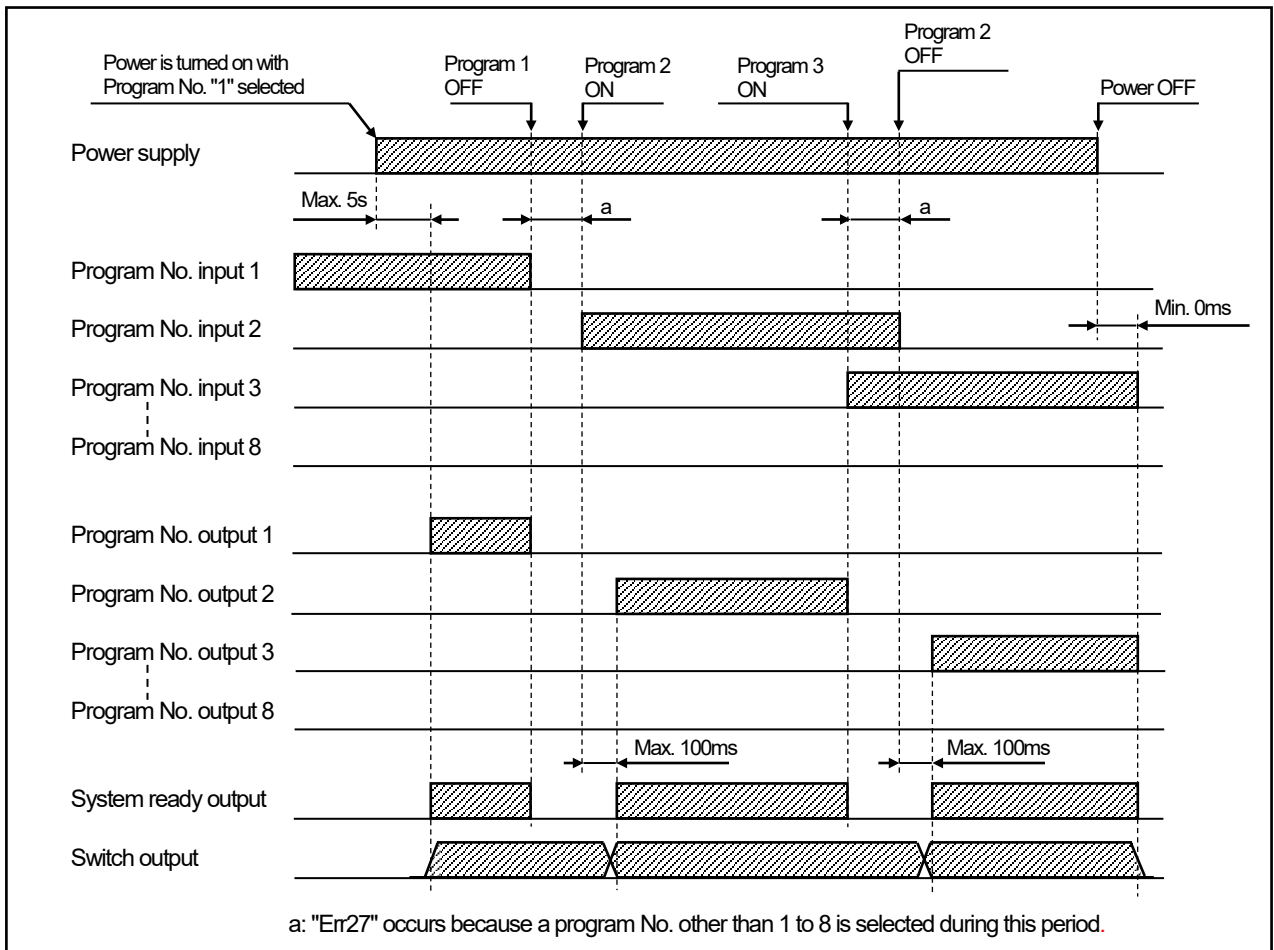 Power is turned on with
Program No. "1" selected
Program 1
OFF
Program 2
ON
Program 3
ON
Program 2
OFF
Power OFF
Power supply
Max. 5s
a
a
Program No. input 1
Program No. input 2
Min. 0ms
Program No. input 3
Program No. input 8
Program No. output 1
Program No. output 2
Program No. output 3
Program No. output 8
Max. 100ms
Max. 100ms
System ready output
Switch output
a: "Err27" occurs because a program No. other than 1 to 8 is selected during this period.